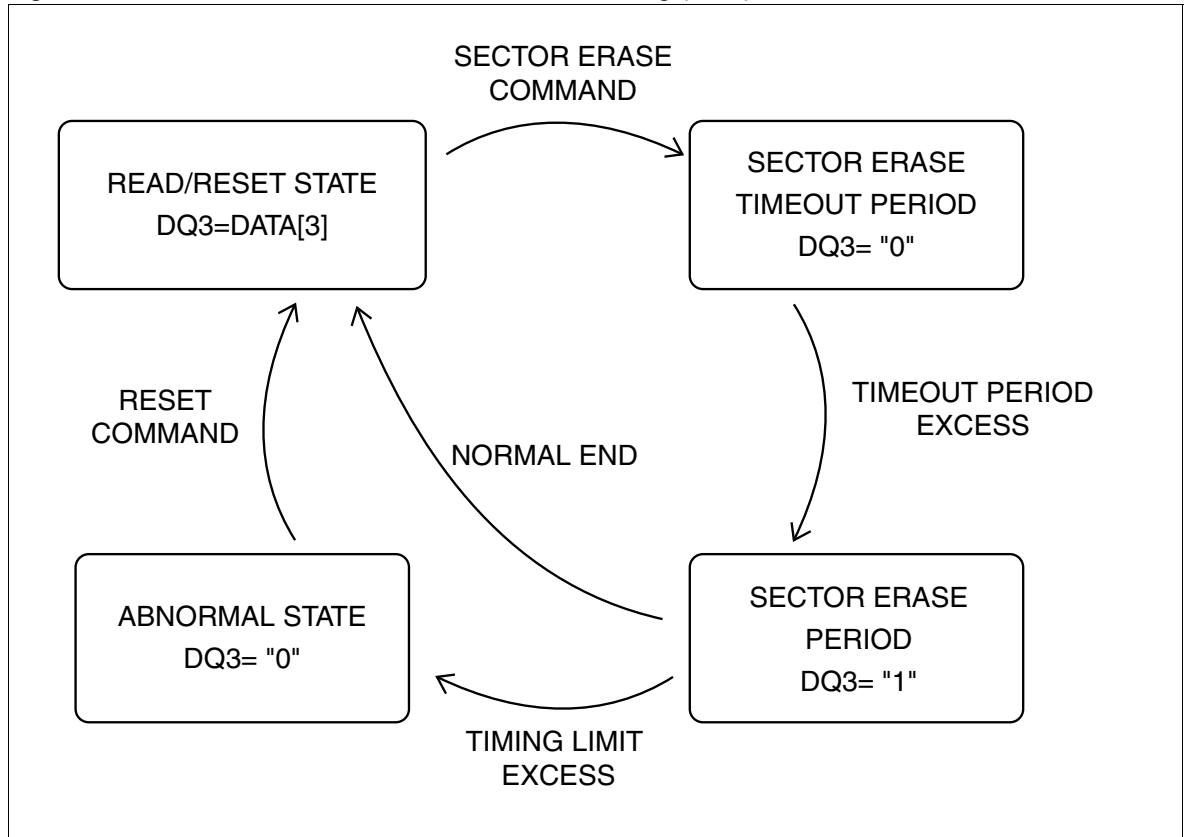 SECTOR ERASE
COMMAND
READ/RESET STATE
DQ3=DATA[3]
SECTOR ERASE
TIMEOUT PERIOD
DQ3= "0"
RESET
COMMAND
NORMAL END
TIMEOUT PERIOD
EXCESS
ABNORMAL STATE
DQ3= "0"
SECTOR ERASE
PERIOD
DQ3= "1"
TIMING LIMIT
EXCESS